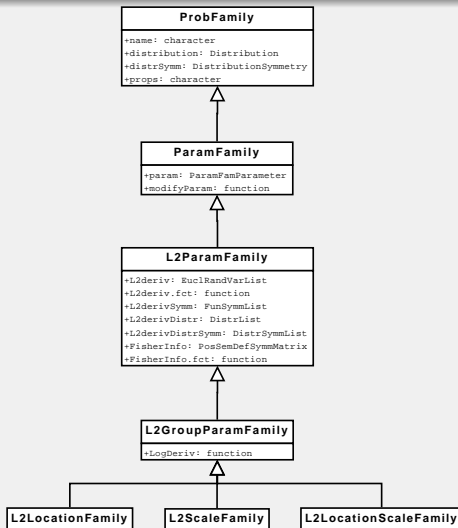 ProbFamily
+name: character
+distribution: Distribution
+distrSymm: DistributionSymmetry
+props: character
ParamFamily
+param: ParamFamParameter
+modifyParam: function
L2ParamFamily
+L2deriv: EuclRandVarList
+L2deriv.fct: function
+L2derivSymm: FunSymmList
+L2derivDistr: DistrList
+L2derivDistrSymm: DistrSymmList
+FisherInfo: PosSemDefSymmMatrix
+FisherInfo.fct: function
L2GroupParamFamily
+LogDeriv: function
L2LocationFamily L2ScaleFamily L2LocationScaleFamily